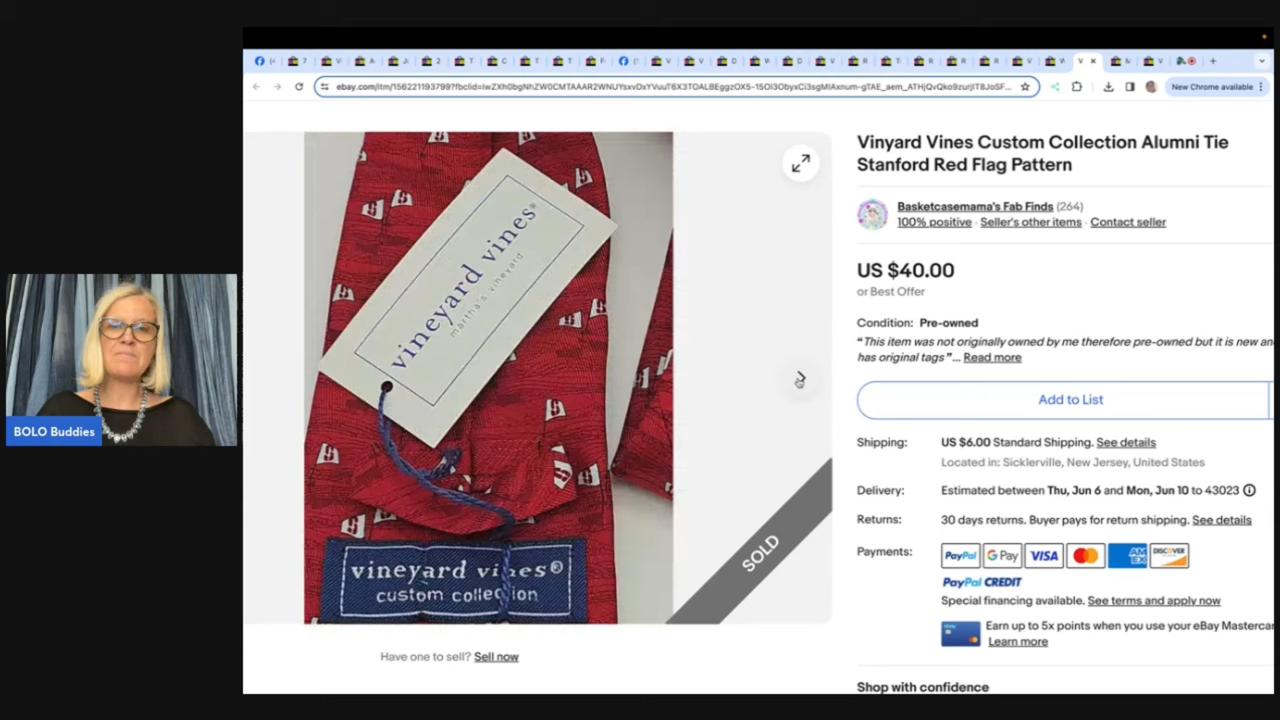 ebay.com/itm/156221193799?fbclid=
New Chrome available
vineyard vines®
martha's vineyard
vineyard vines®
custom collection
SOLD
Have one to sell? Sell now
BOLO Buddies
Vinyard Vines Custom Collection Alumni Tie
Stanford Red Flag Pattern
Basketcasemama's Fab Finds (264)
100% positive · Seller's other items · Contact seller
US $40.00
or Best Offer
Condition: Pre-owned
“This item was not originally owned by me therefore pre-owned but it is new an
has original tags”... Read more
Add to List
Shipping: US $6.00 Standard Shipping. See details
Located in: Sicklerville, New Jersey, United States
Delivery: Estimated between Thu, Jun 6 and Mon, Jun 10 to 43023
Returns: 30 days returns. Buyer pays for return shipping. See details
Payments: PayPal G Pay VISA AM EX DISCOVER
PayPal CREDIT
Special financing available. See terms and apply now
Earn up to 5x points when you use your eBay Masterca
Learn more
Shop with confidence